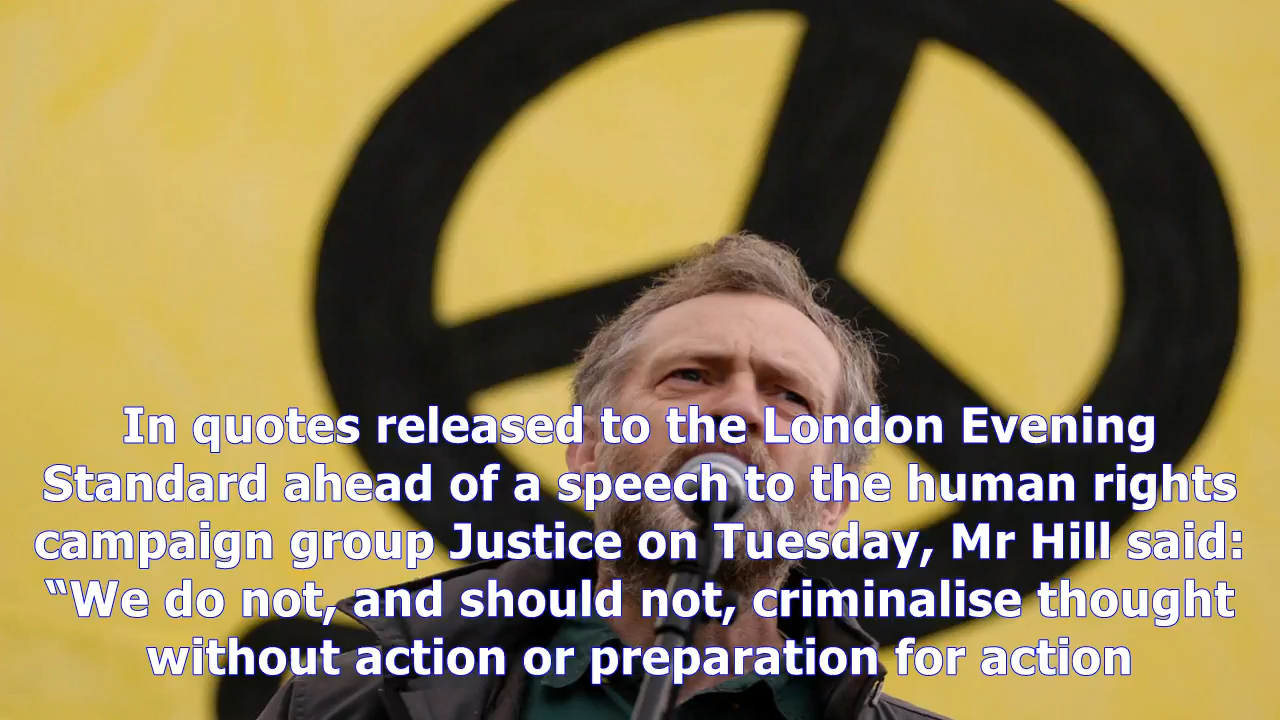 In quotes released to the London Evening
Standard ahead of a speech to the human rights
campaign group Justice on Tuesday, Mr Hill said:
“We do not, and should not, criminalise thought
without action or preparation for action